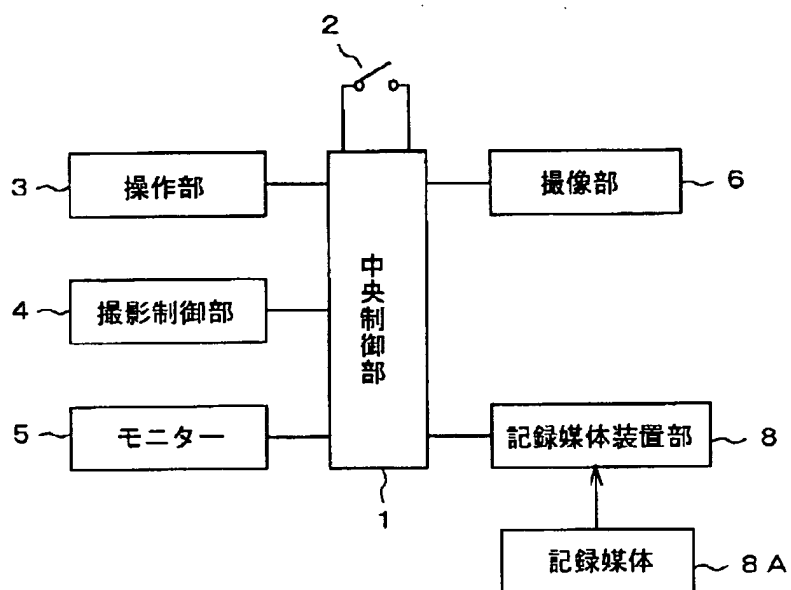 2
3
操作部
撮像部
6
4
撮影制御部
中央制御部
5
モニター
記録媒体装置部
8
1
記録媒体
8A